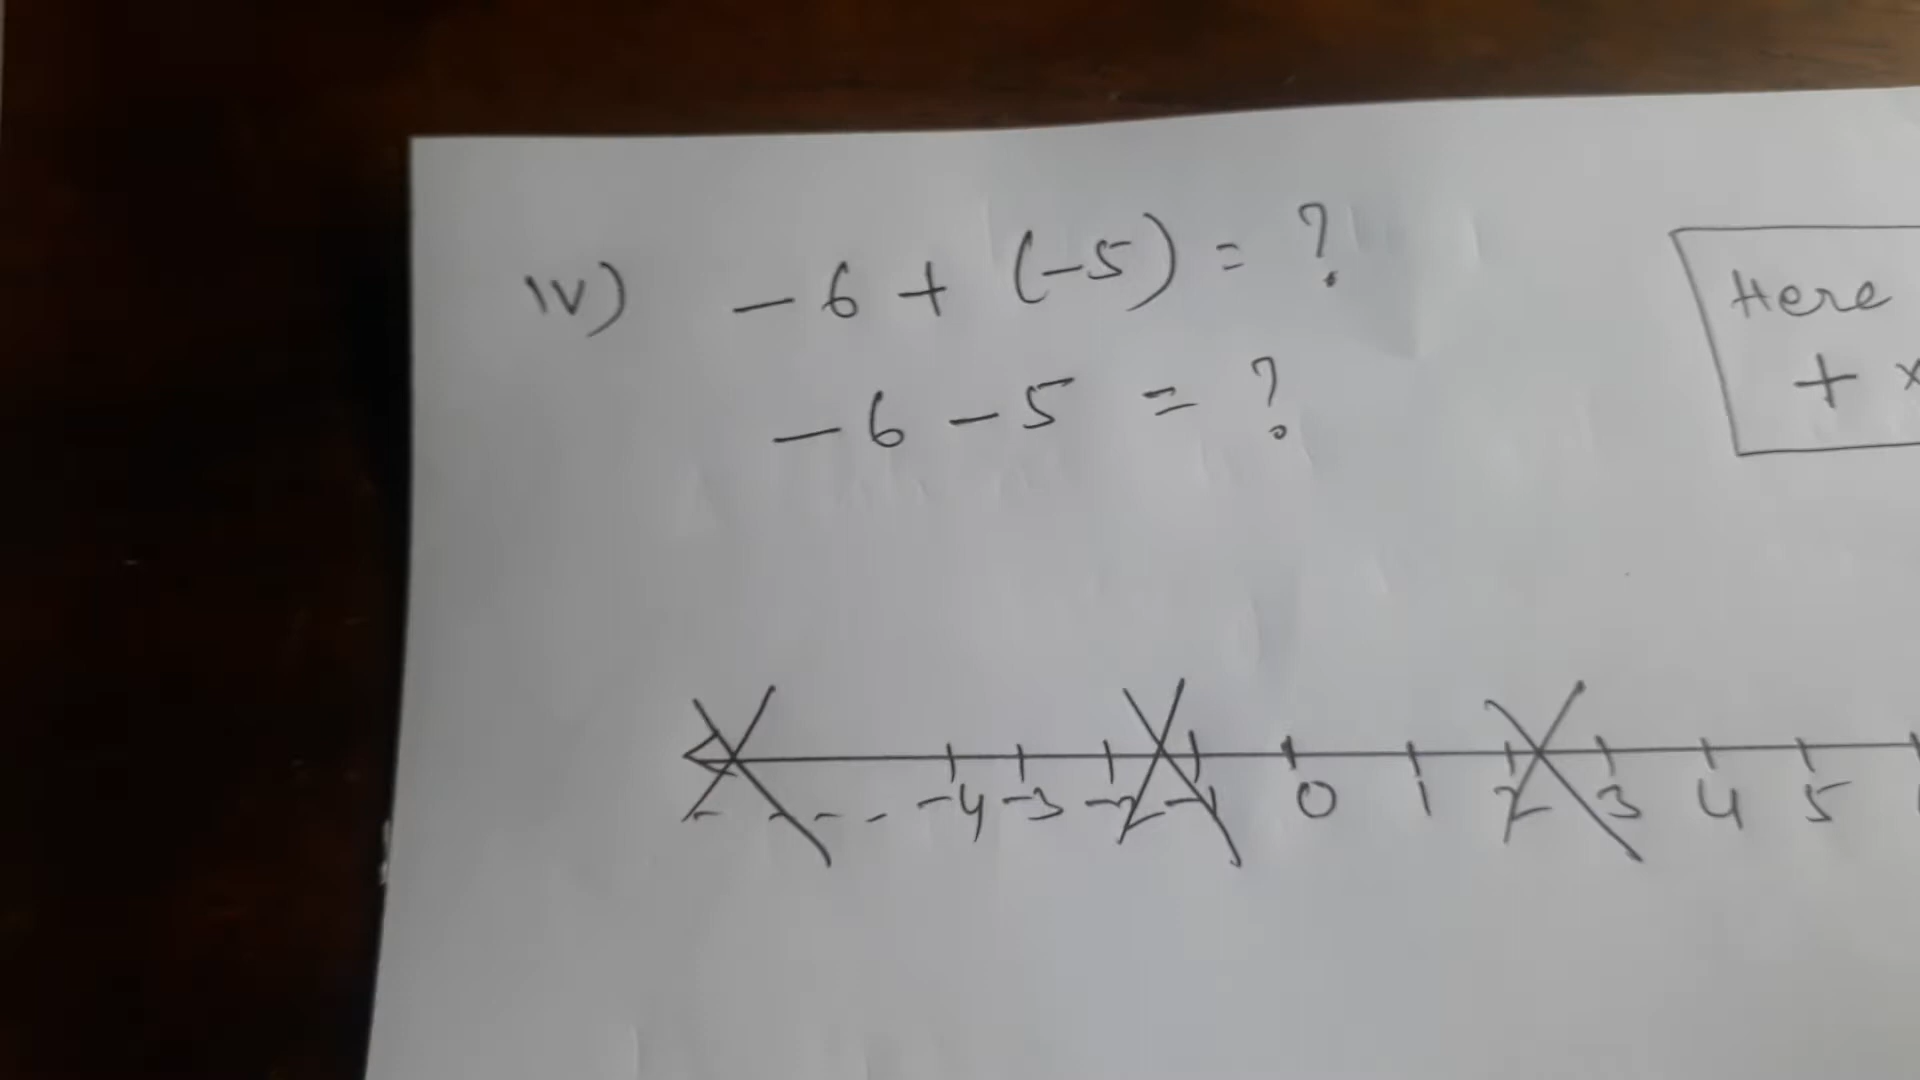 iv) -6 + (-5) = ?
-6 - 5 = ?
Here
+ x
-4 -3 -2 -1 0 1 2 3 4 5